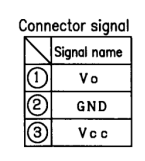 Connector signal
Signal name
① Vo
② GND
③ Vcc